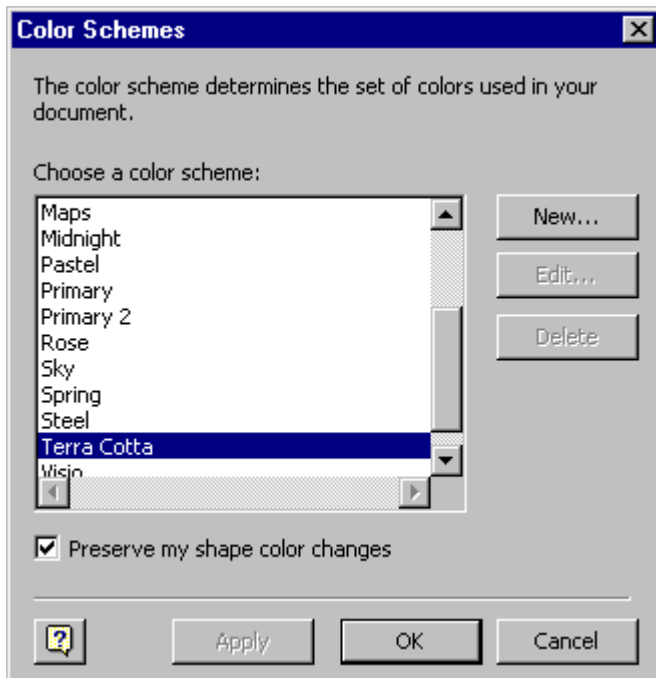 Color Schemes
The color scheme determines the set of colors used in your
document.
Choose a color scheme:
Maps
Midnight
Pastel
Primary
Primary 2
Rose
Sky
Spring
Steel
Terra Cotta
Visio
New...
Edit...
Delete
Preserve my shape color changes
Apply
OK
Cancel